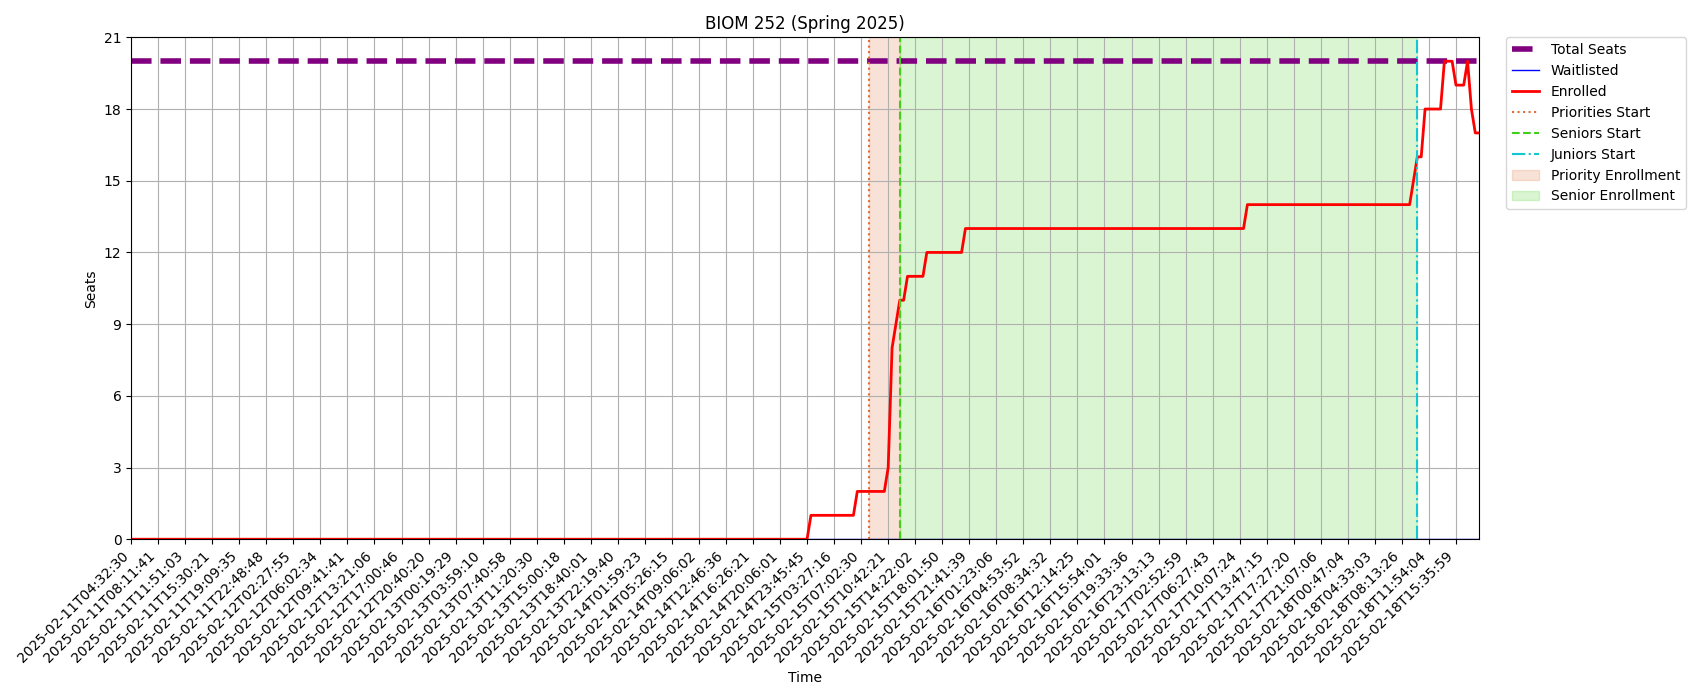 BIOM 252 (Spring 2025)
21
18
15
12
9
6
3
0
Seats
Total Seats
Waitlisted
Enrolled
Priorities Start
Seniors Start
Juniors Start
Priority Enrollment
Senior Enrollment
2025-02-11T04:32:30
2025-02-11T08:11:41
2025-02-11T11:51:03
2025-02-11T15:30:21
2025-02-11T19:09:35
2025-02-11T22:48:48
2025-02-12T02:27:55
2025-02-12T06:02:34
2025-02-12T09:41:41
2025-02-12T13:21:06
2025-02-12T17:00:46
2025-02-12T20:40:20
2025-02-13T00:19:29
2025-02-13T03:59:10
2025-02-13T07:40:58
2025-02-13T11:20:30
2025-02-13T15:00:18
2025-02-13T18:40:01
2025-02-13T22:19:40
2025-02-14T01:59:23
2025-02-14T05:26:15
2025-02-14T09:06:02
2025-02-14T12:46:36
2025-02-14T16:26:21
2025-02-14T20:06:01
2025-02-14T23:45:45
2025-02-15T03:27:16
2025-02-15T07:02:30
2025-02-15T10:42:21
2025-02-15T14:22:02
2025-02-15T18:01:50
2025-02-15T21:41:39
2025-02-16T01:23:06
2025-02-16T04:53:52
2025-02-16T08:34:32
2025-02-16T12:14:25
2025-02-16T15:54:01
2025-02-16T19:33:36
2025-02-16T23:13:13
2025-02-17T02:52:59
2025-02-17T06:27:43
2025-02-17T10:07:24
2025-02-17T13:47:15
2025-02-17T17:27:20
2025-02-17T21:07:06
2025-02-18T00:47:04
2025-02-18T04:33:03
2025-02-18T08:13:26
2025-02-18T11:54:04
2025-02-18T15:35:59
Time